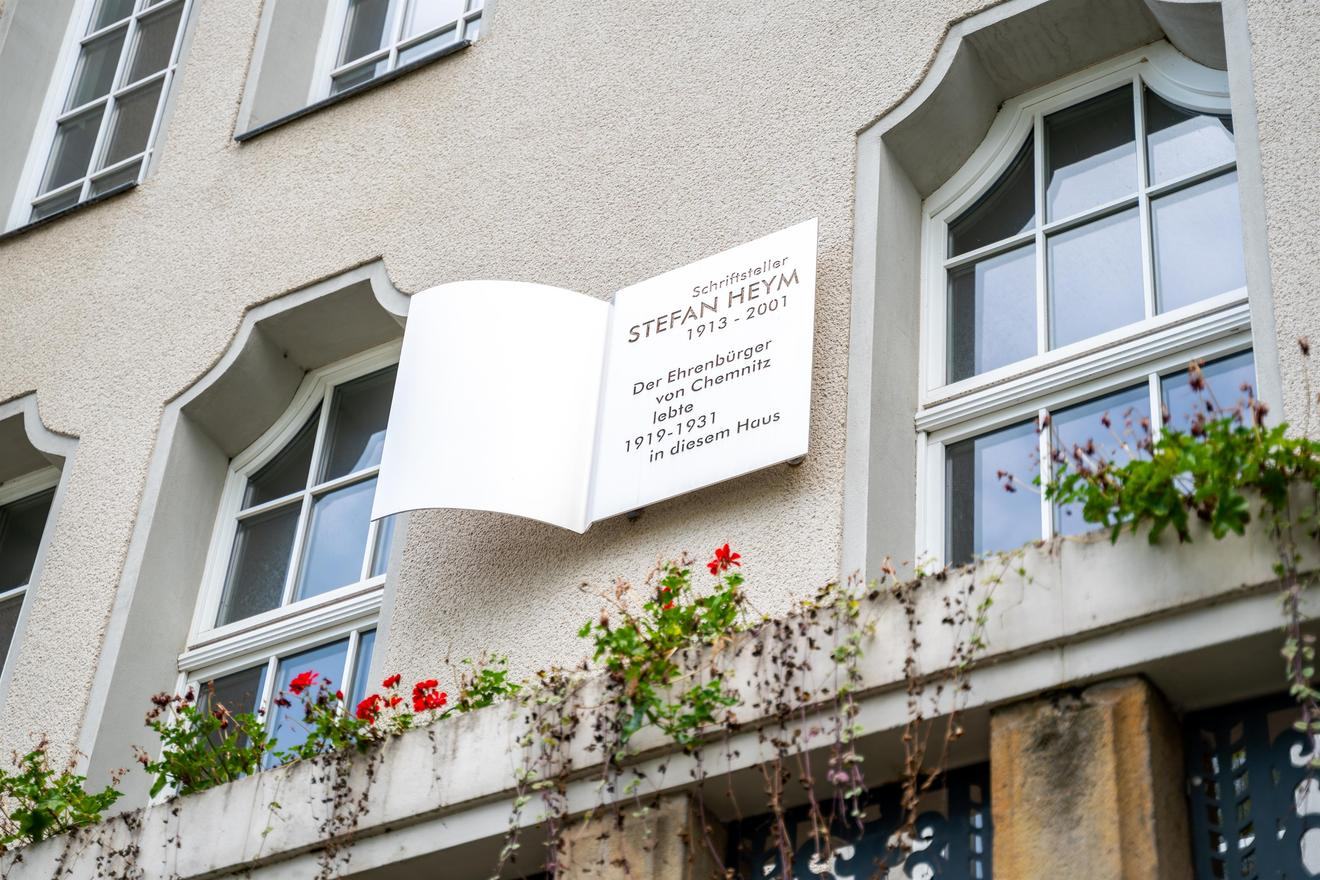 Schriftsteller
STEFAN HEYM
1913 - 2001
Der Ehrenbürger
von Chemnitz
lebte
1919-1931
in diesem Haus